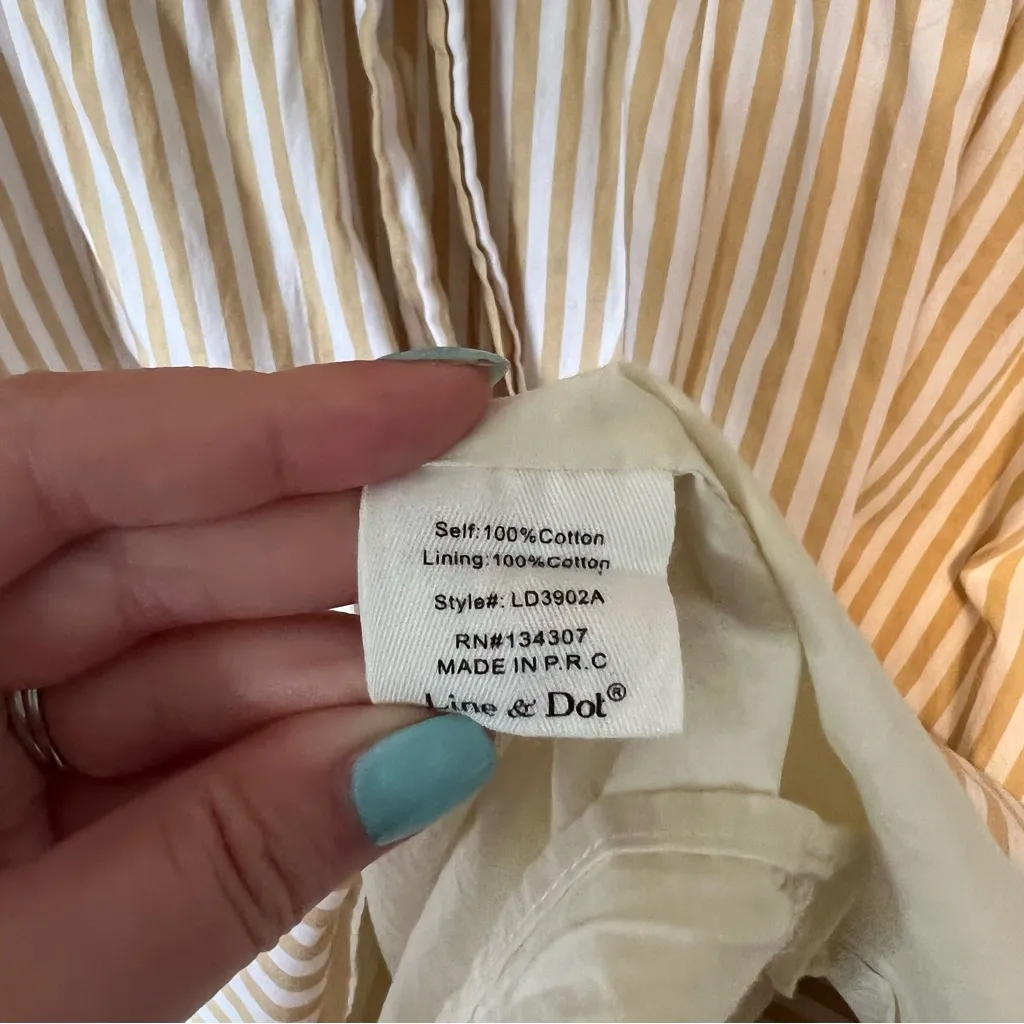 Self:100%Cotton
Lining:100%Cotton
Style#: LD3902A
RN#134307
MADE IN P.R.C
Line & Dot®